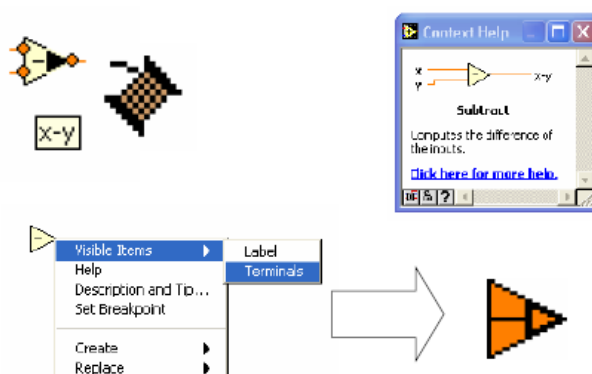 x-y
Context Help
x
y
x-y
Subtract
Computes the difference of
the inputs.
Click here for more help.
?
Visible Items
Label
Help
Terminals
Description and Tip...
Set Breakpoint
Create
Replace